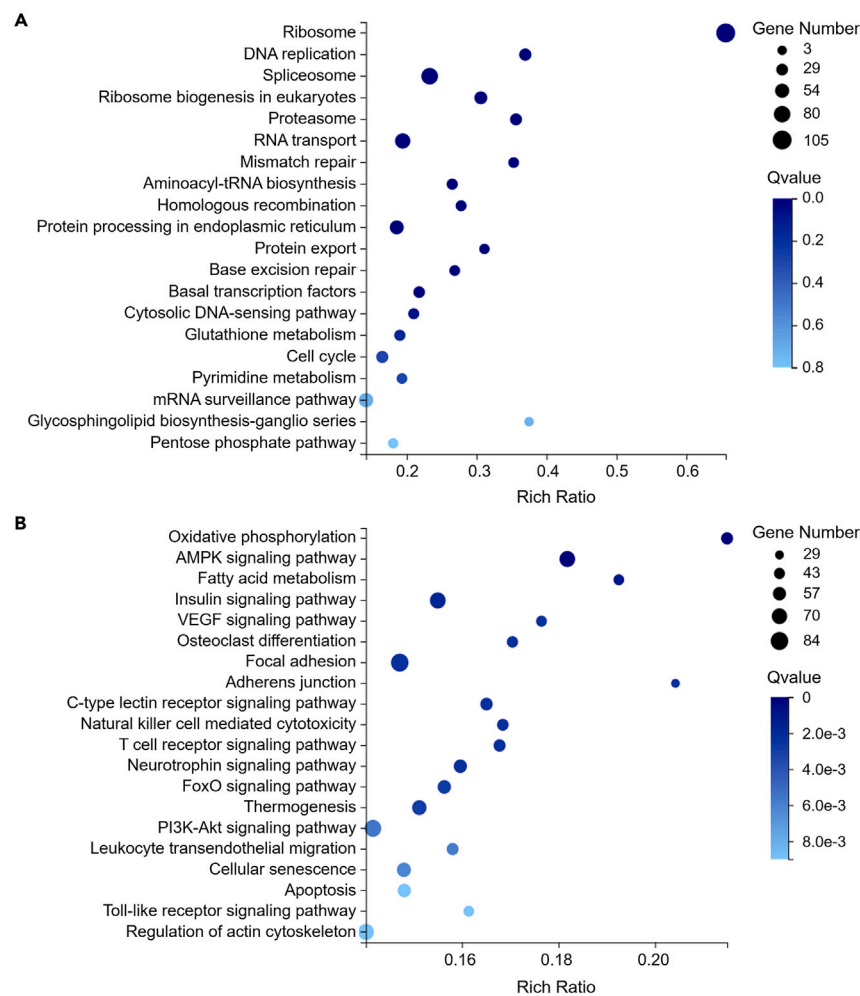 A
Ribosome
DNA replication
Spliceosome
Ribosome biogenesis in eukaryotes
Proteasome
RNA transport
Mismatch repair
Aminoacyl-tRNA biosynthesis
Homologous recombination
Protein processing in endoplasmic reticulum
Protein export
Base excision repair
Basal transcription factors
Cytosolic DNA-sensing pathway
Glutathione metabolism
Cell cycle
Pyrimidine metabolism
mRNA surveillance pathway
Glycosphingolipid biosynthesis-ganglio series
Pentose phosphate pathway
0.2 0.3 0.4 0.5 0.6
Rich Ratio
Gene Number
3
29
54
80
105
Qvalue
0.0
0.2
0.4
0.6
0.8
B
Oxidative phosphorylation
AMPK signaling pathway
Fatty acid metabolism
Insulin signaling pathway
VEGF signaling pathway
Osteoclast differentiation
Focal adhesion
Adherens junction
C-type lectin receptor signaling pathway
Natural killer cell mediated cytotoxicity
T cell receptor signaling pathway
Neurotrophin signaling pathway
FoxO signaling pathway
Thermogenesis
PI3K-Akt signaling pathway
Leukocyte transendothelial migration
Cellular senescence
Apoptosis
Toll-like receptor signaling pathway
Regulation of actin cytoskeleton
0.16 0.18 0.20
Rich Ratio
Gene Number
29
43
57
70
84
Qvalue
0
2.0e-3
4.0e-3
6.0e-3
8.0e-3